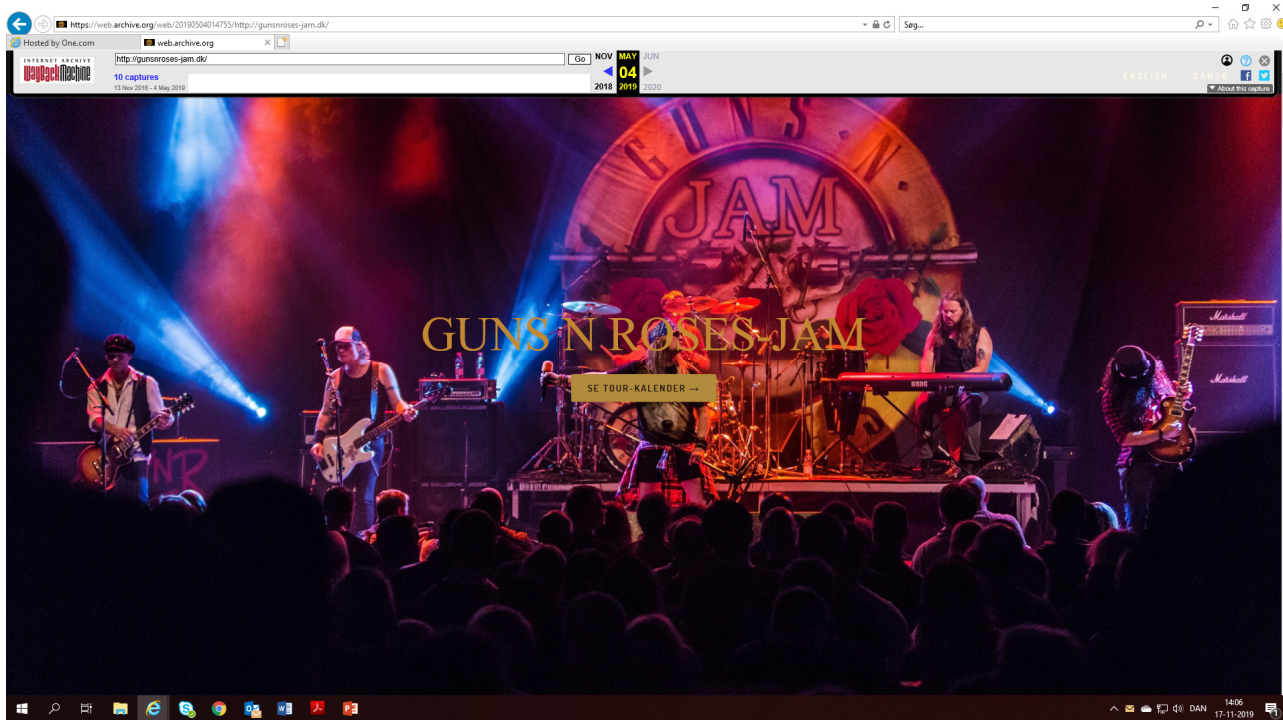 https://web.archive.org/web/20190504014755/http://gunsnroses-jam.dk/
Søg...
Hosted by One.com
web.archive.org
INTERNET ARCHIVE
WayBackMachine
http://gunsnroses-jam.dk/
Go
NOV MAY JUN
10 captures
04
13 Nov 2016 - 4 May 2019
2018 2019 2020
ENGLISH DANSK
About this capture
GUNS N
JAM
GUNS N ROSES-JAM
SE TOUR-KALENDER →
KORG
Marshall
Marshall
NR
S
DAN
14:06
17-11-2019